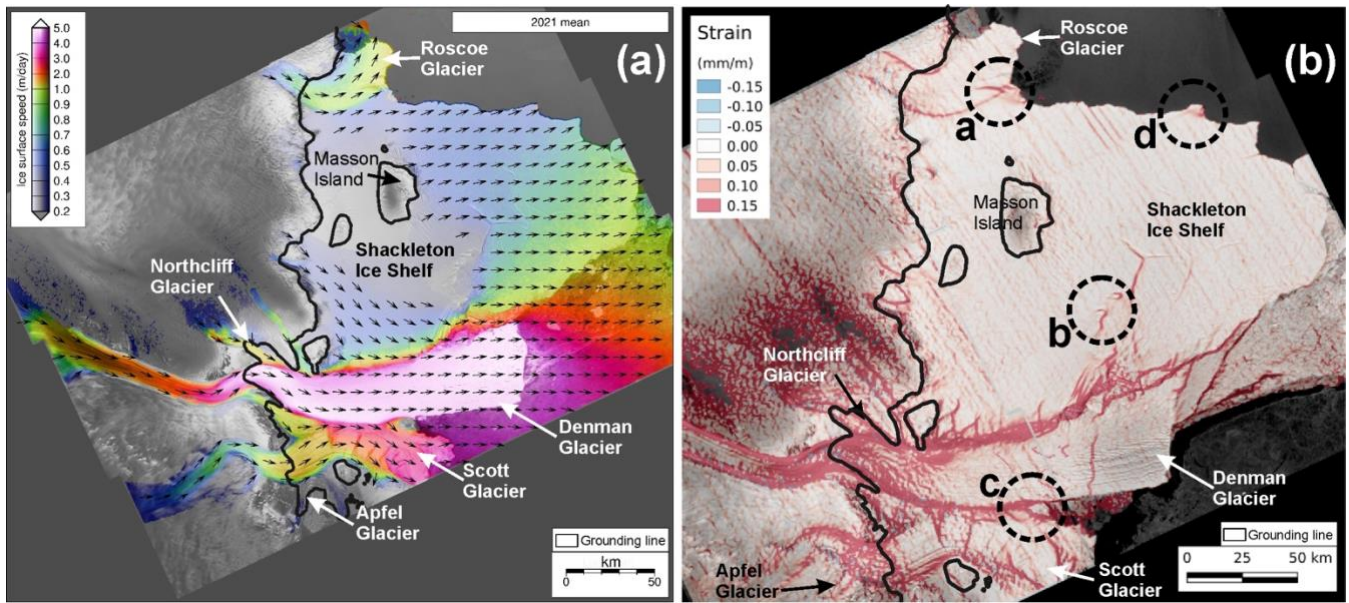 2021 mean
(a)
Ice surface speed (m/day)
5.0
4.0
3.0
2.0
1.0
0.9
0.8
0.7
0.6
0.5
0.4
0.3
0.2
Roscoe
Glacier
Masson
Island
Shackleton
Ice Shelf
Northcliff
Glacier
Denman
Glacier
Scott
Glacier
Apfel
Glacier
Grounding line
km
0 50
(b)
Strain
(mm/m)
-0.15
-0.10
-0.05
0.00
0.05
0.10
0.15
Roscoe
Glacier
a
d
Masson
Island
Shackleton
Ice Shelf
b
Northcliff
Glacier
c
Denman
Glacier
Scott
Glacier
Apfel
Glacier
Grounding line
0 25 50 km